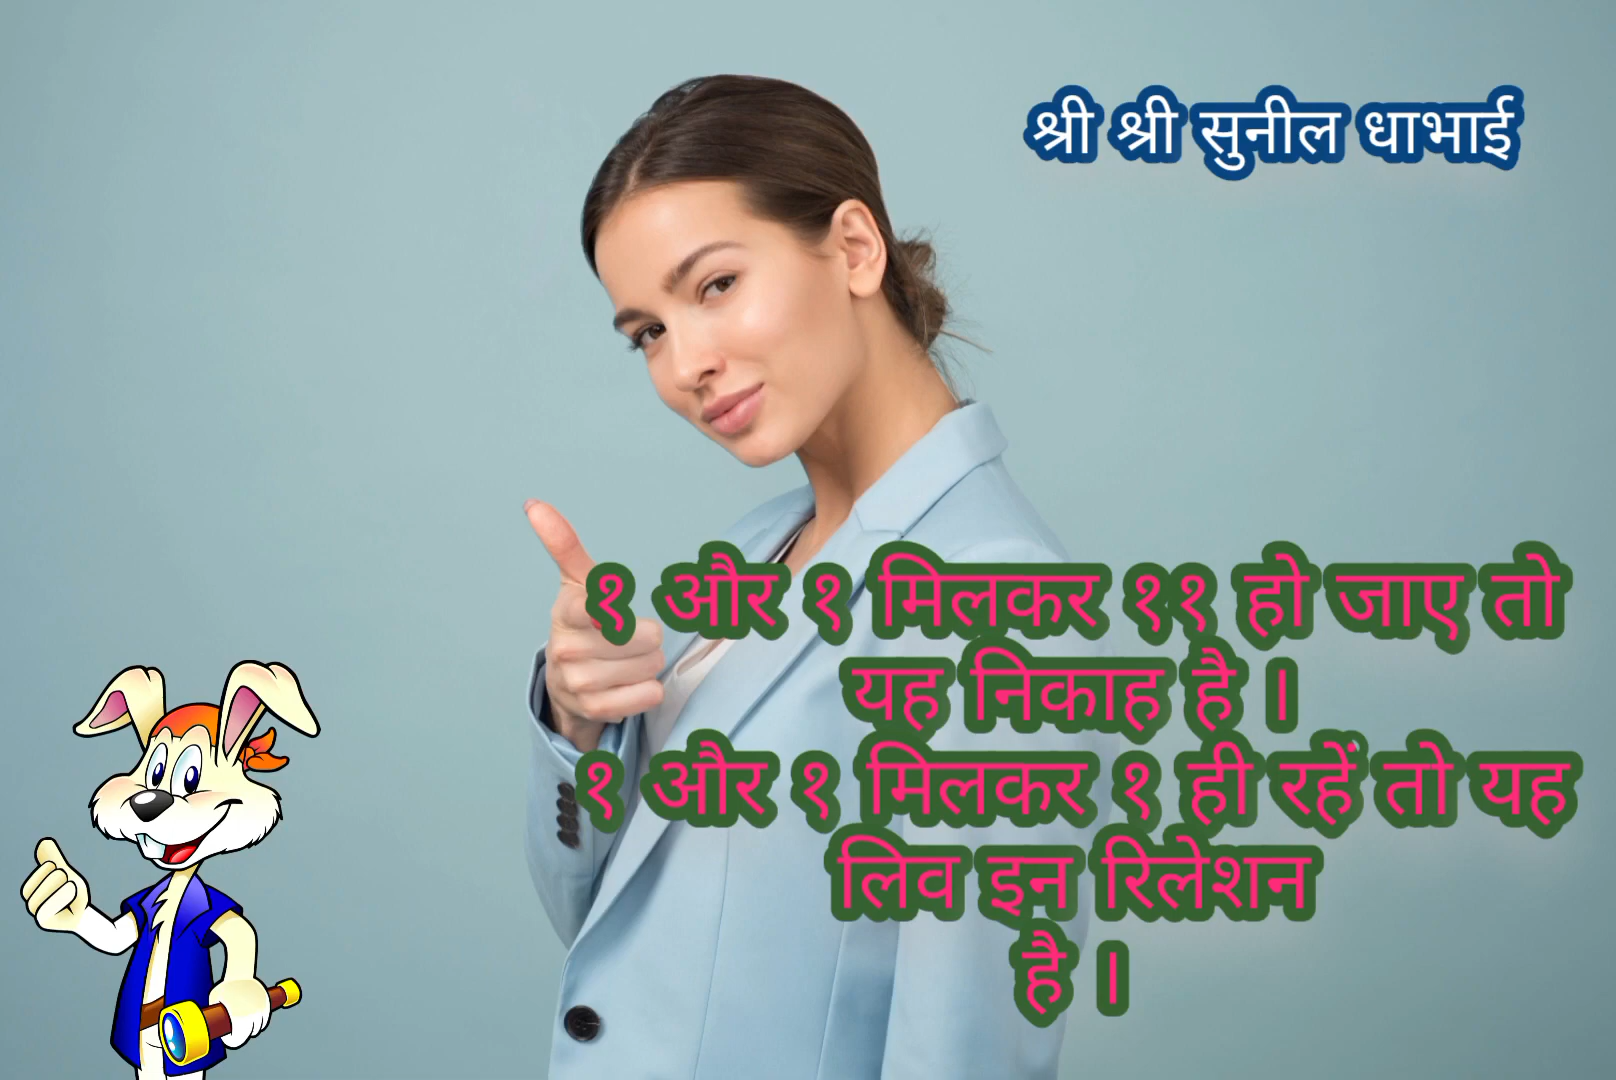 श्री श्री सुनील धाभाई
१ और १ मिलकर ११ हो जाए तो
यह निकाह है ।
१ और १ मिलकर १ ही रहें तो यह
लिव इन रिलेशन
है ।